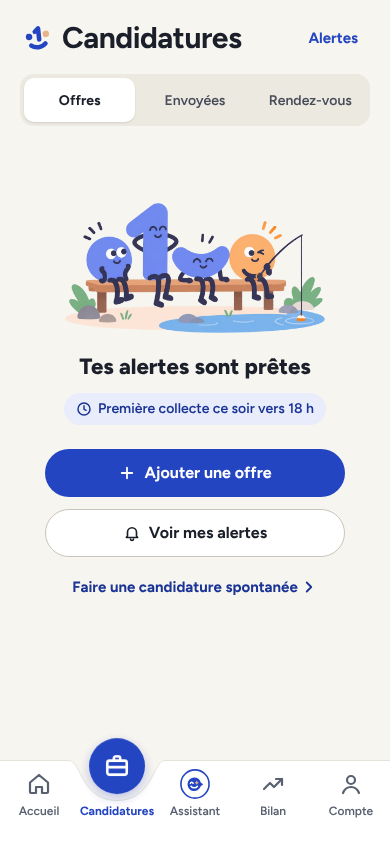 Candidatures
Alertes
Offres
Envoyées
Rendez-vous
Tes alertes sont prêtes
Première collecte ce soir vers 18 h
Ajouter une offre
Voir mes alertes
Faire une candidature spontanée
Accueil
Candidatures
Assistant
Bilan
Compte